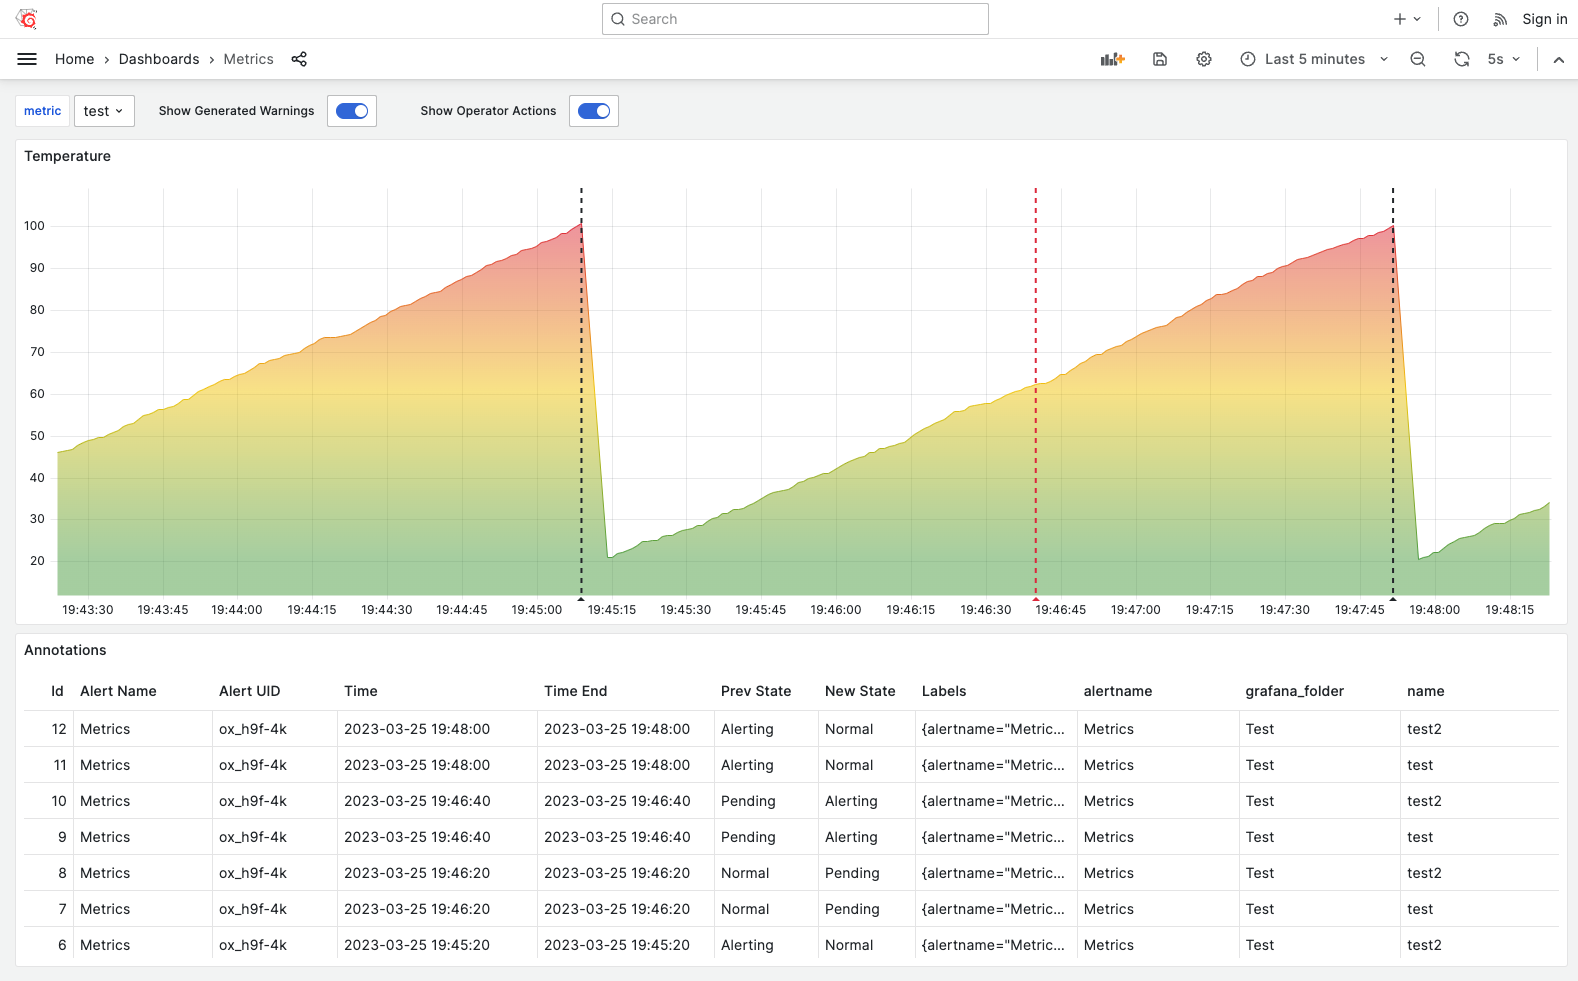 Search
Sign in
Home › Dashboards › Metrics
Last 5 minutes
5s
metric test Show Generated Warnings Show Operator Actions
Temperature
100
90
80
70
60
50
40
30
20
19:43:30 19:43:45 19:44:00 19:44:15 19:44:30 19:44:45 19:45:00 19:45:15 19:45:30 19:45:45 19:46:00 19:46:15 19:46:30 19:46:45 19:47:00 19:47:15 19:47:30 19:47:45 19:48:00 19:48:15
Annotations
Id Alert Name Alert UID Time Time End Prev State New State Labels alertname grafana_folder name
12 Metrics ox_h9f-4k 2023-03-25 19:48:00 2023-03-25 19:48:00 Alerting Normal {alertname="Metric... Metrics Test test2
11 Metrics ox_h9f-4k 2023-03-25 19:48:00 2023-03-25 19:48:00 Alerting Normal {alertname="Metric... Metrics Test test
10 Metrics ox_h9f-4k 2023-03-25 19:46:40 2023-03-25 19:46:40 Pending Alerting {alertname="Metric... Metrics Test test2
9 Metrics ox_h9f-4k 2023-03-25 19:46:40 2023-03-25 19:46:40 Pending Alerting {alertname="Metric... Metrics Test test
8 Metrics ox_h9f-4k 2023-03-25 19:46:20 2023-03-25 19:46:20 Normal Pending {alertname="Metric... Metrics Test test2
7 Metrics ox_h9f-4k 2023-03-25 19:46:20 2023-03-25 19:46:20 Normal Pending {alertname="Metric... Metrics Test test
6 Metrics ox_h9f-4k 2023-03-25 19:45:20 2023-03-25 19:45:20 Alerting Normal {alertname="Metric... Metrics Test test2